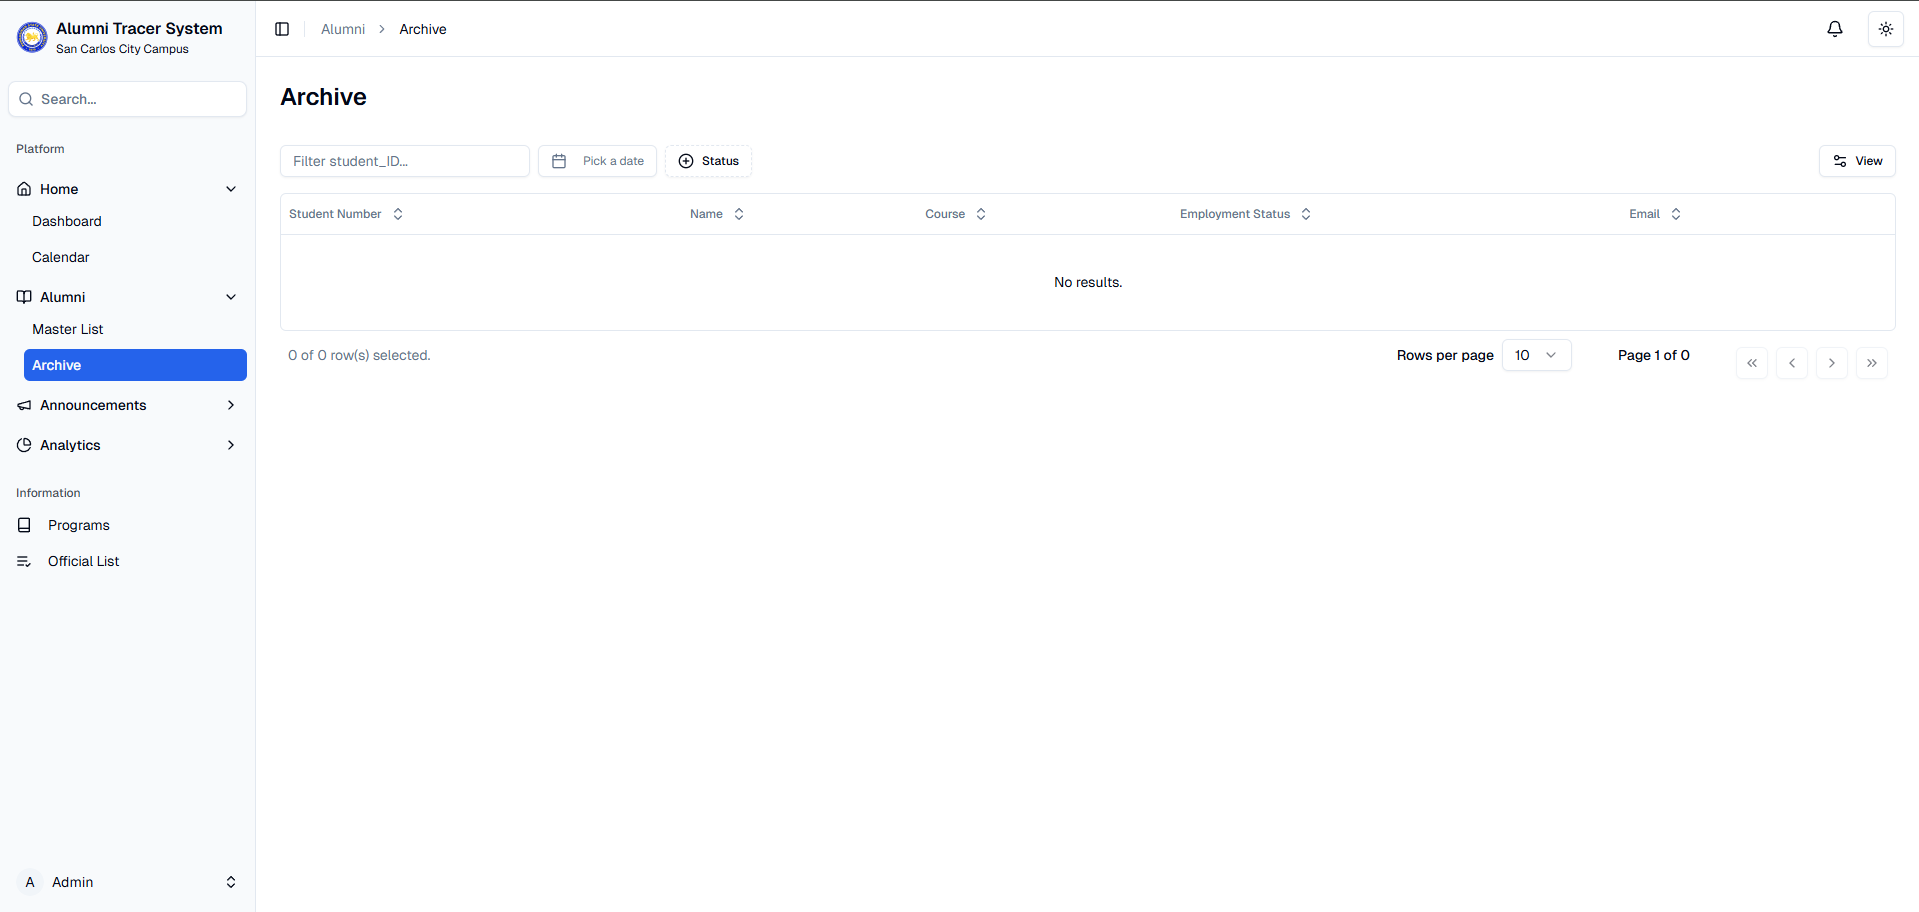 Alumni Tracer System
San Carlos City Campus
Search...
Platform
Home
Dashboard
Calendar
Alumni
Master List
Archive
Announcements
Analytics
Information
Programs
Official List
A Admin
Alumni > Archive
Archive
Filter student_ID...
Pick a date
Status
View
Student Number Name Course Employment Status Email
No results.
0 of 0 row(s) selected.
Rows per page 10 Page 1 of 0